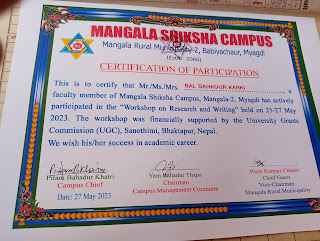 MANGALA SHIKSHA CAMPUS
Mangala Rural Municipality-2, Babiyachaur, Myagdi
(Estd. 2066)
CERTIFICATION OF PARTICIPATION
This is to certify that Mr./Ms./Mrs. BAL BAHADUR KARKI, a
faculty member of Mangala Shiksha Campus, Mangala-2, Myagdi has actively
participated in the "Workshop on Research and Writing" held on 25-27
May 2023. The workshop was financially supported by the University Grants
Commission (UGC), Sanothimi, Bhaktapur, Nepal.
We wish his/her success in academic career.
Pitam Bahadur Khatri
Campus Chief
Date: 27 May 2023
Yam Bahadur Thapa
Chairman
Campus Management Committe
Prem Kumari
Chief Guest
Vice-Chairman
Mangala Rural Municipality